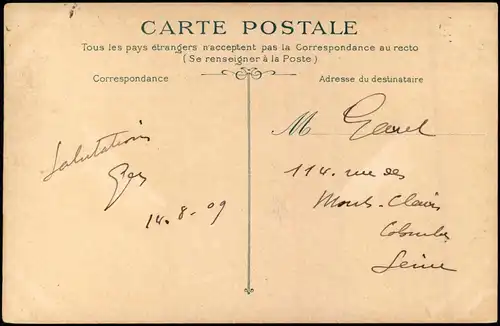 CARTE POSTALE
Tous les pays étrangers n'acceptent pas la Correspondance au recto
(Se renseigner à la Poste)
Correspondance
Adresse du destinataire
Salutations
14.8.09
M
114 rue des
Monts-Clairs
Colombes
Seine